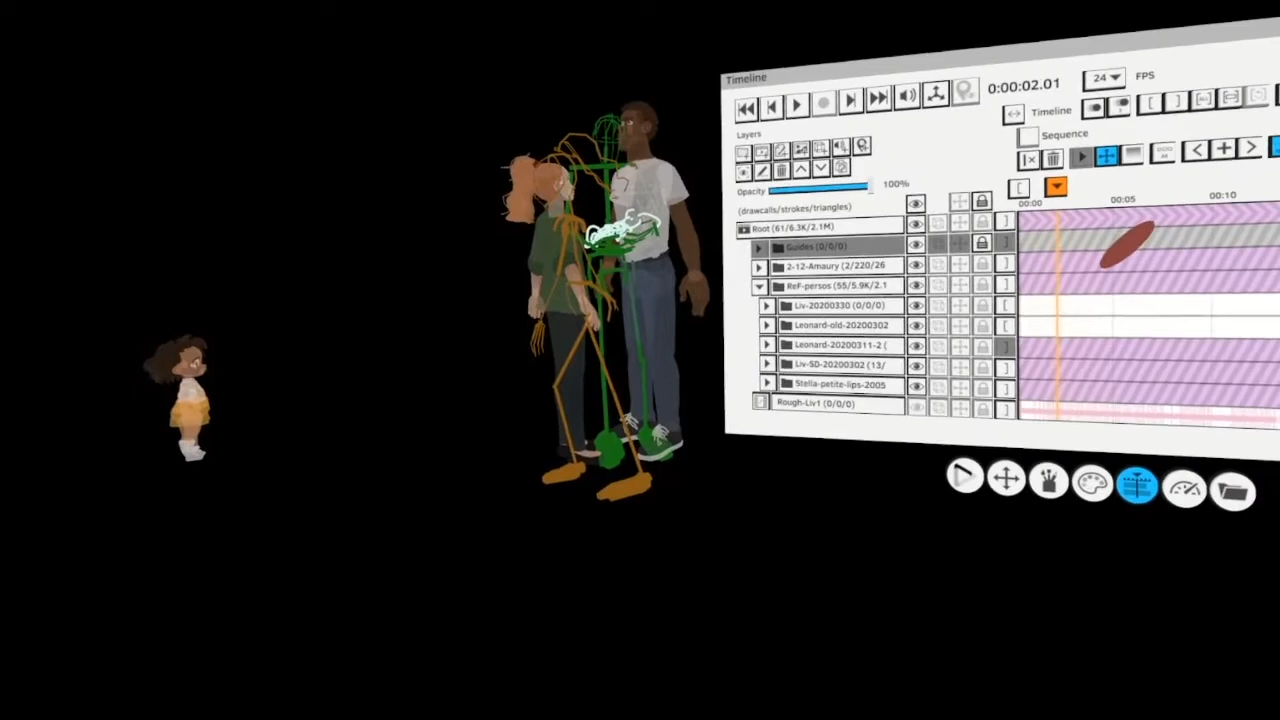 Timeline
0:00:02.01
24 FPS
Layers
Timeline
Sequence
Opacity 100%
(drawcalls/strokes/triangles)
00:00 00:05 00:10
Root (61/6.3K/2.1M)
Guides (0/0/0)
2-12-Amaury (2/220/26
ReF-persos (55/5.9K/2.1
Liv-20200330 (0/0/0)
Leonard-old-20200302
Leonard-20200311-2 (
Liv-SD-20200302 (13/
Stella-petite-lips-2005
Rough-Liv1 (0/0/0)